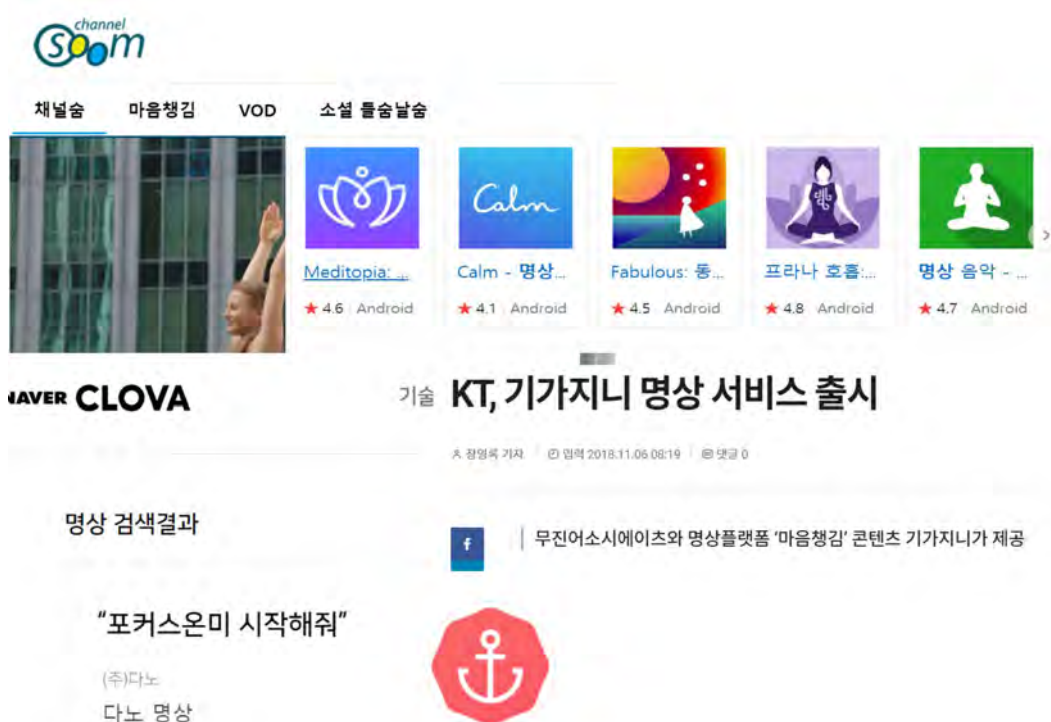 channel
Soom
채널숨 마음챙김 VOD 소셜 들숨날숨
Calm
Meditopia: ...
Calm - 명상...
Fabulous: 동...
프라나 호흡:...
명상 음악 - ...
★ 4.6 Android
★ 4.1 Android
★ 4.5 Android
★ 4.8 Android
★ 4.7 Android
NAVER CLOVA
기술 KT, 기가지니 명상 서비스 출시
장영록 기자 입력 2018.11.06 08:19 댓글 0
명상 검색결과
f 무진어소시에이츠와 명상플랫폼 ‘마음챙김’ 콘텐츠 기가지니가 제공
“포커스온미 시작해줘”
(주)다노
다노 명상